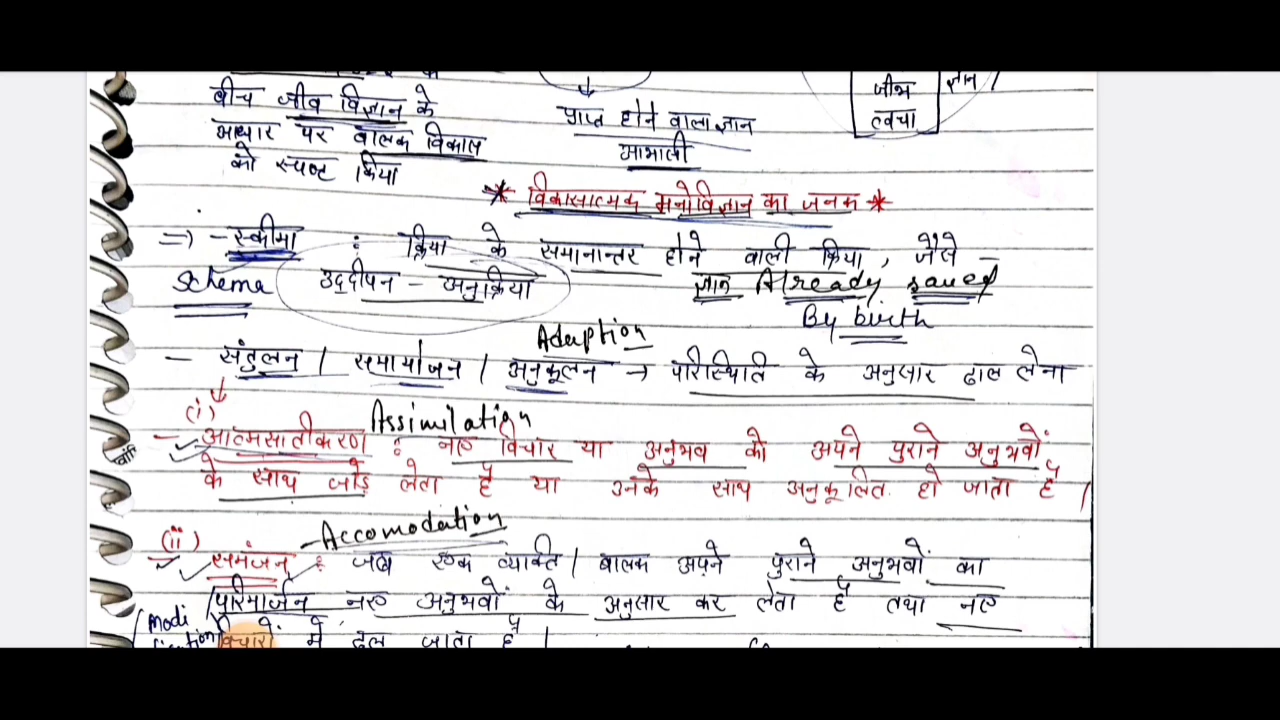 बीच जीव विज्ञान के
आधार पर बालक विकास
को स्पष्ट किया
↓
प्राप्त होने वाला ज्ञान
आभाली
जीभ
त्वचा
ज्ञान
* विकासात्मक मनोविज्ञान का जनक *
⇒ - स्कीमा : क्रिया के समानान्तर होने वाली क्रिया, जैसे -
Schema उद्दीपन - अनुक्रिया ज्ञान Already saved
By birth
Adaption
- संतुलन / समायोजन / अनुकूलन → परिस्थिति के अनुसार ढाल लेना
↓
(i) Assimilation
- आत्मसातीकरण : नए विचार या अनुभव को अपने पुराने अनुभवों
के साथ जोड़ लेता है या उनके साथ अनुकूलित हो जाता है।
(ii) - Accomodation
समंजन : जब एक व्यक्ति / बालक अपने पुराने अनुभवों का
परिमार्जन नए अनुभवों के अनुसार कर लेता है तथा नए
Modi
fication
विचारों में ढल जाता है।